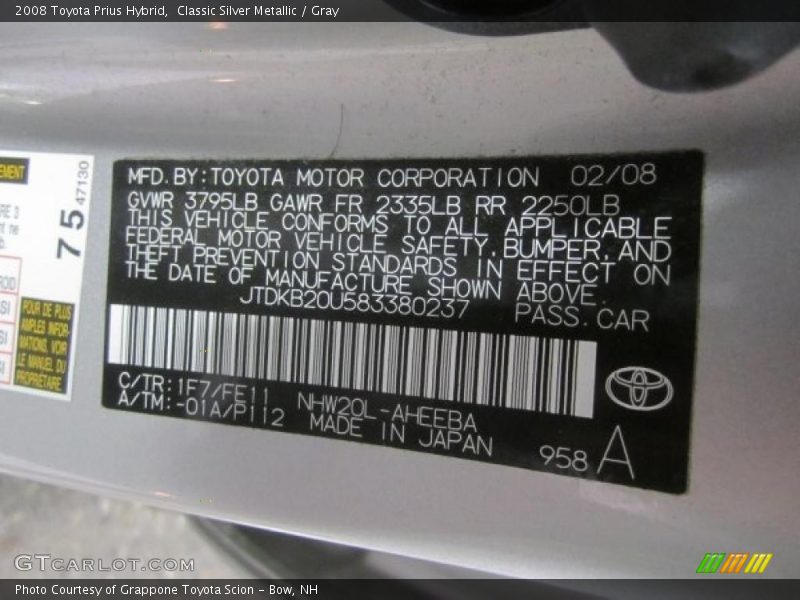 2008 Toyota Prius Hybrid,  Classic Silver Metallic / Gray
MFD. BY: TOYOTA MOTOR CORPORATION 02/08
GVWR 3795LB GAWR FR 2335LB RR 2250LB
THIS VEHICLE CONFORMS TO ALL APPLICABLE
FEDERAL MOTOR VEHICLE SAFETY, BUMPER, AND
THEFT PREVENTION STANDARDS IN EFFECT ON
THE DATE OF MANUFACTURE SHOWN ABOVE.
JTDKB20U583380237 PASS. CAR
C/TR: 1F7/FE11
A/TM: -01A/P112
NHW20L-AHEEBA
MADE IN JAPAN
958 A
75 47130
POUR DE PLUS
AMPLES INFOR-
MATIONS, VOIR
LE MANUEL DU
PROPRIÉTAIRE.
GTCARLOT.COM
Photo Courtesy of Grappone Toyota Scion - Bow, NH